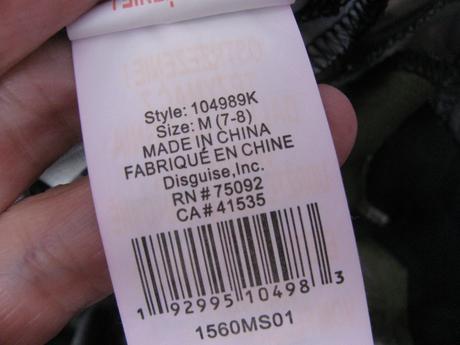 Style: 104989K
Size: M (7-8)
MADE IN CHINA
FABRIQUÉ EN CHINE
Disguise,Inc.
RN # 75092
CA # 41535
1 92995 10498 3
1560MS01